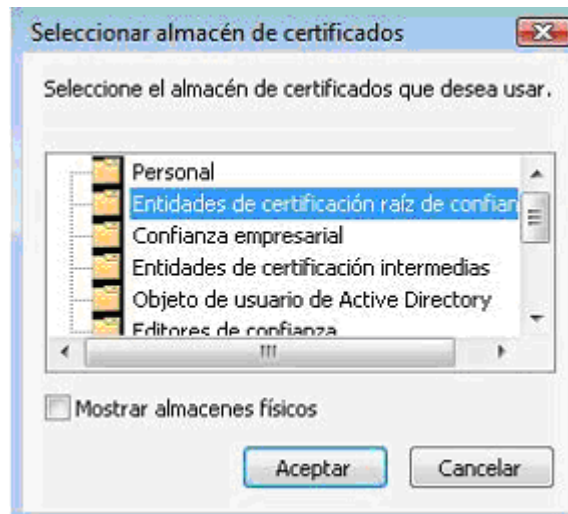 Seleccionar almacén de certificados
Seleccione el almacén de certificados que desea usar.
Personal
Entidades de certificación raíz de confian
Confianza empresarial
Entidades de certificación intermedias
Objeto de usuario de Active Directory
Editores de confianza
Mostrar almacenes físicos
Aceptar
Cancelar